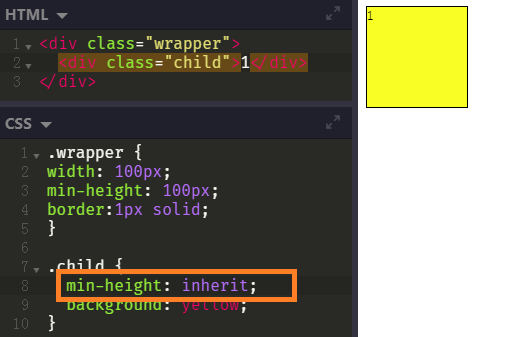 HTML
1 <div class="wrapper">
2 <div class="child">1</div>
3 </div>
CSS
1 .wrapper {
2 width: 100px;
3 min-height: 100px;
4 border:1px solid;
5 }
6
7 .child {
8 min-height: inherit;
9 background: yellow;
10 }
1